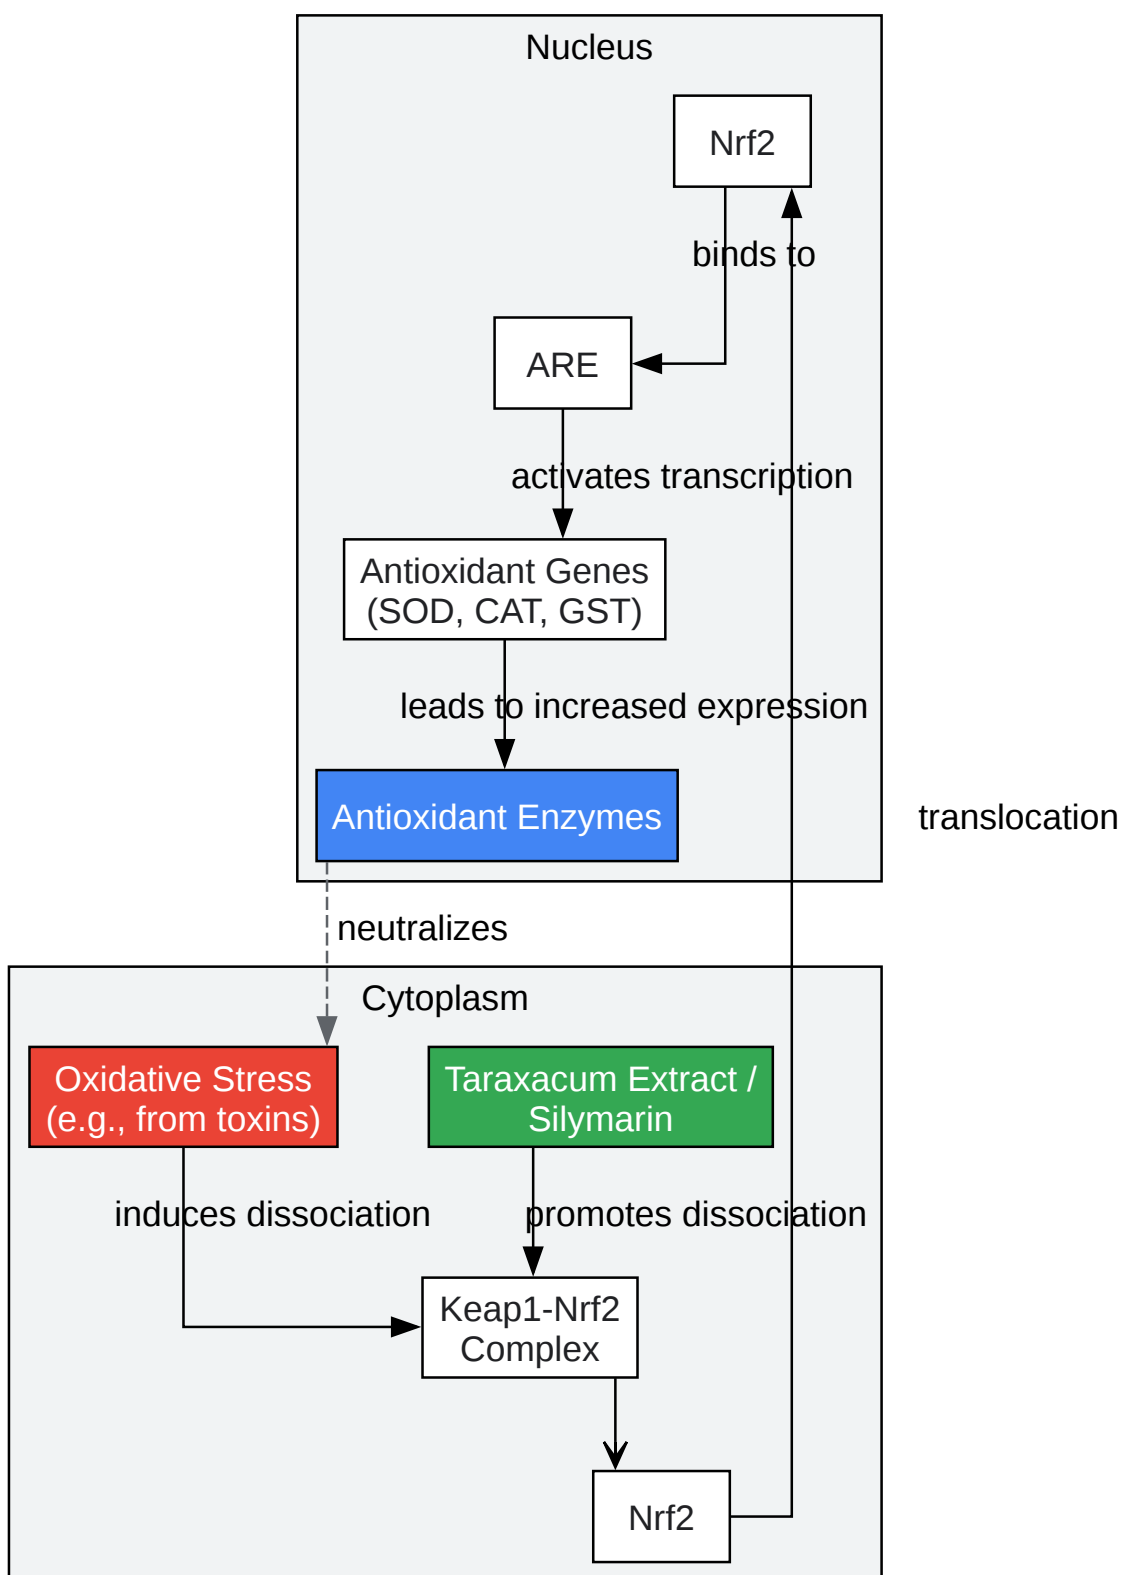 Nucleus
Nrf2
binds to
ARE
activates transcription
Antioxidant Genes
(SOD, CAT, GST)
leads to increased expression
Antioxidant Enzymes
translocation
neutralizes
Cytoplasm
Oxidative Stress
(e.g., from toxins)
Taraxacum Extract /
Silymarin
induces dissociation
promotes dissociation
Keap1-Nrf2
Complex
Nrf2